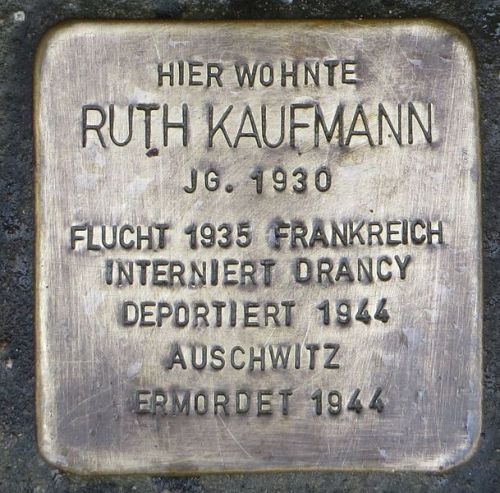 HIER WOHNTE
RUTH KAUFMANN
JG. 1930
FLUCHT 1935 FRANKREICH
INTERNIERT DRANCY
DEPORTIERT 1944
AUSCHWITZ
ERMORDET 1944